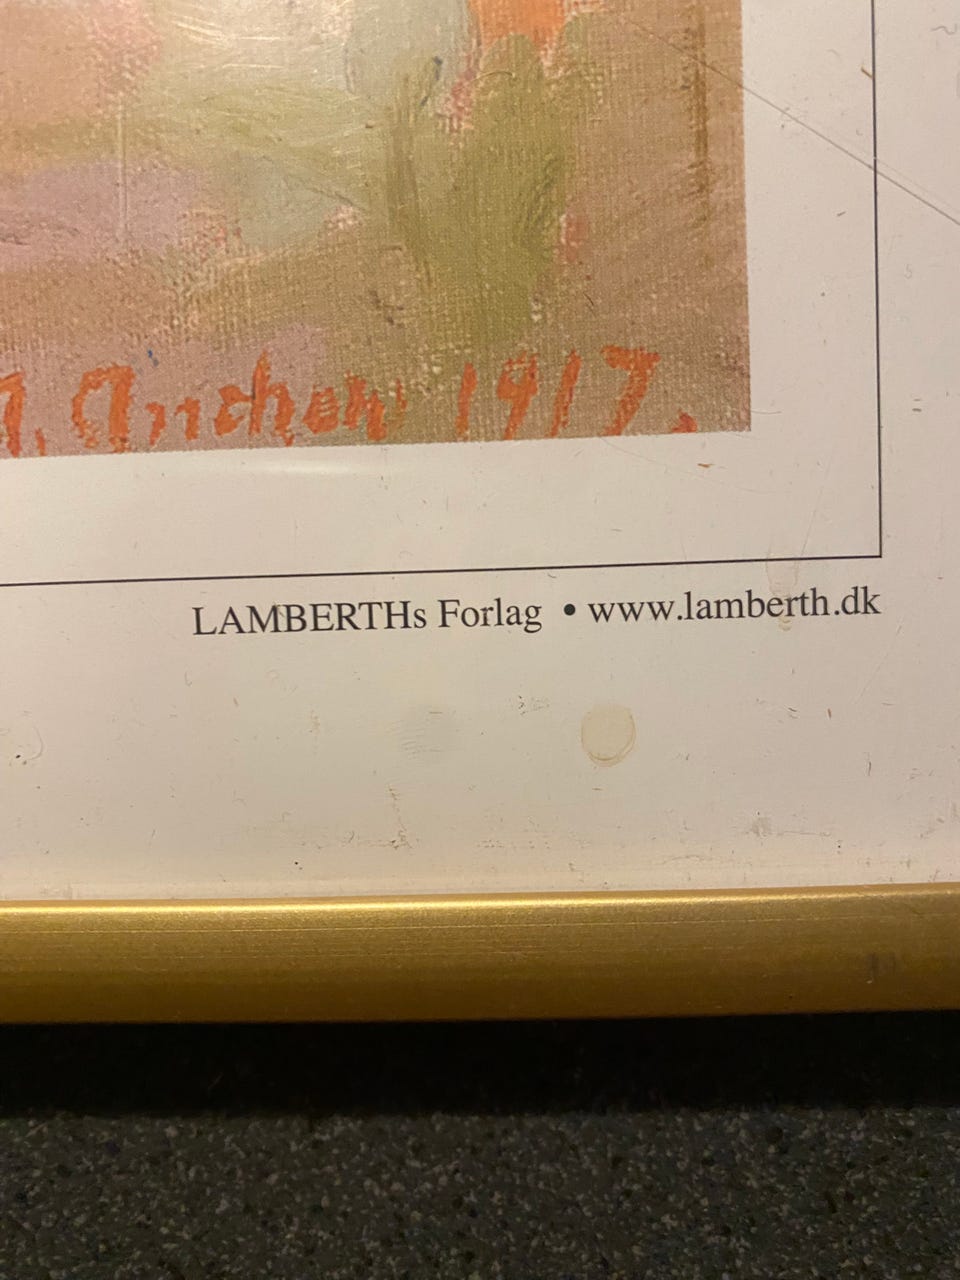 . Ancher 1917.
LAMBERTHs Forlag • www.lamberth.dk